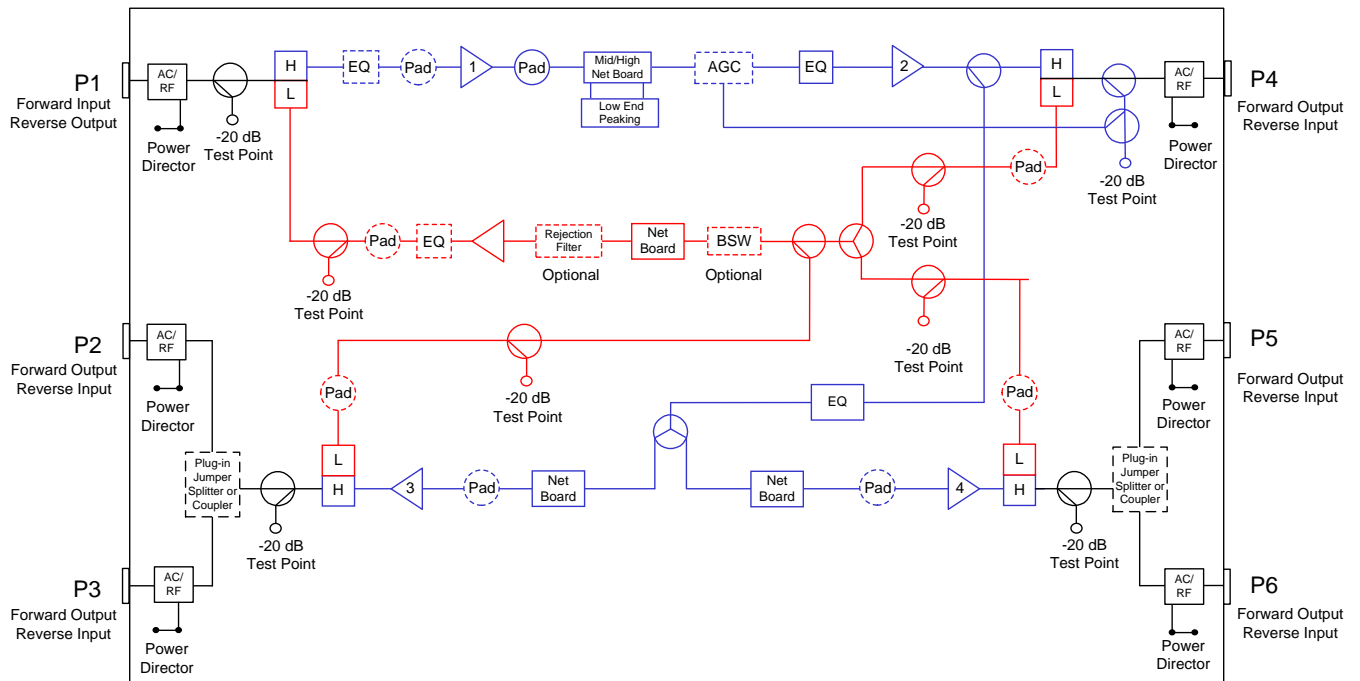 P1
Forward Input
Reverse Output
AC/
RF
Power
Director
-20 dB
Test Point
H
L
EQ
Pad
1
Pad
Mid/High
Net Board
Low End
Peaking
AGC
EQ
2
H
L
AC/
RF
Power
Director
-20 dB
Test Point
P4
Forward Output
Reverse Input
Pad
-20 dB
Test Point
-20 dB
Test Point
Pad
EQ
Rejection
Filter
Optional
Net
Board
BSW
Optional
-20 dB
Test Point
P2
Forward Output
Reverse Input
AC/
RF
Power
Director
-20 dB
Test Point
Pad
EQ
Pad
AC/
RF
Power
Director
P5
Forward Output
Reverse Input
Plug-in
Jumper
Splitter or
Coupler
-20 dB
Test Point
L
H
3
Pad
Net
Board
Net
Board
Pad
4
L
H
-20 dB
Test Point
Plug-in
Jumper
Splitter or
Coupler
P3
Forward Output
Reverse Input
AC/
RF
Power
Director
AC/
RF
Power
Director
P6
Forward Output
Reverse Input